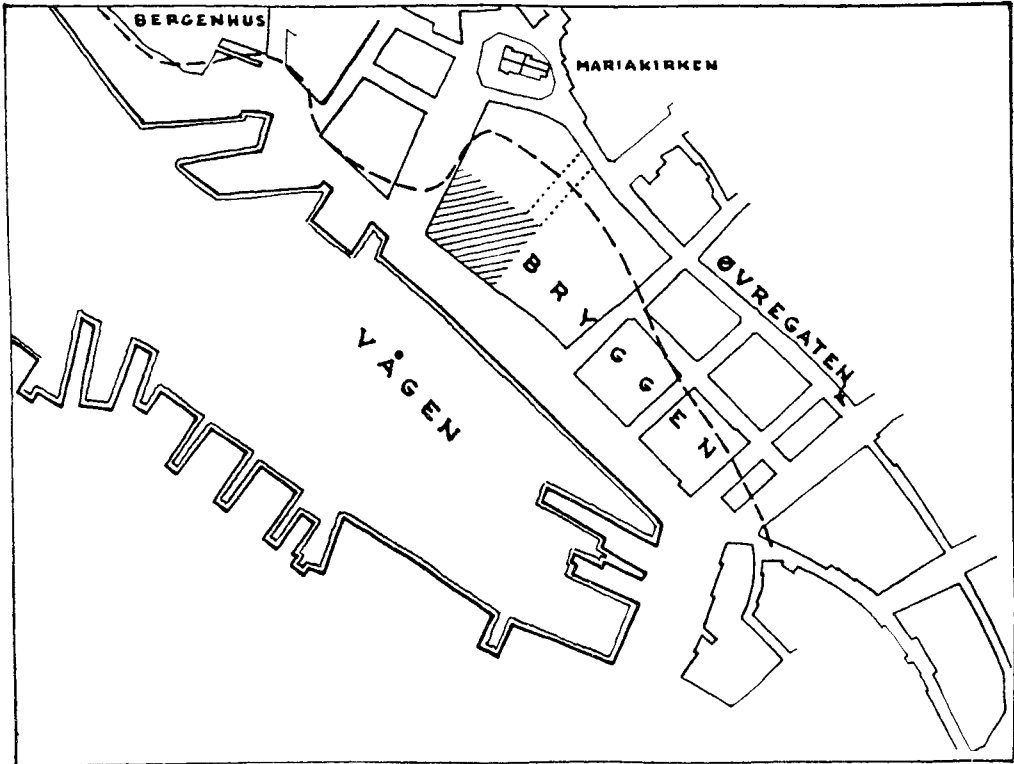 BERGENHUS
MARIAKIRKEN
ØVREGATEN
BRYGGEN
VÅGEN